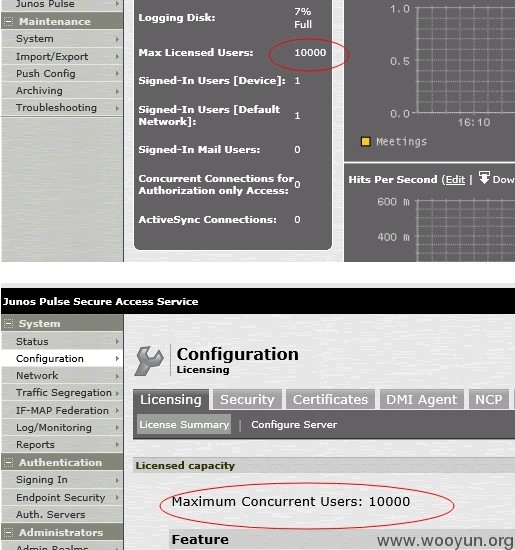 Junos Pulse
Maintenance
System
Import/Export
Push Config
Archiving
Troubleshooting
Logging Disk: 7% Full
Max Licensed Users: 10000
Signed-In Users [Device]: 1
Signed-In Users [Default Network]: 1
Signed-In Mail Users: 0
Concurrent Connections for Authorization only Access: 0
ActiveSync Connections: 0
1.0
0.5
0.0
16:10
Meetings
Hits Per Second (Edit | Dow
600 m
400 m
Junos Pulse Secure Access Service
System
Status
Configuration
Network
Traffic Segregation
IF-MAP Federation
Log/Monitoring
Reports
Authentication
Signing In
Endpoint Security
Auth. Servers
Administrators
Admin Realms
Configuration
Licensing
Licensing Security Certificates DMI Agent NCP
License Summary | Configure Server
Licensed capacity
Maximum Concurrent Users: 10000
Feature
www.wooyun.org